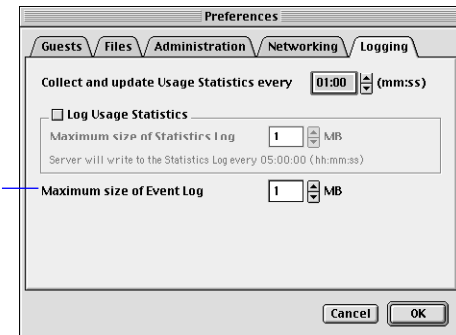 Preferences
Guests Files Administration Networking Logging
Collect and update Usage Statistics every 01:00 (mm:ss)
Log Usage Statistics
Maximum size of Statistics Log 1 MB
Server will write to the Statistics Log every 05:00:00 (hh:mm:ss)
Maximum size of Event Log 1 MB
Cancel OK